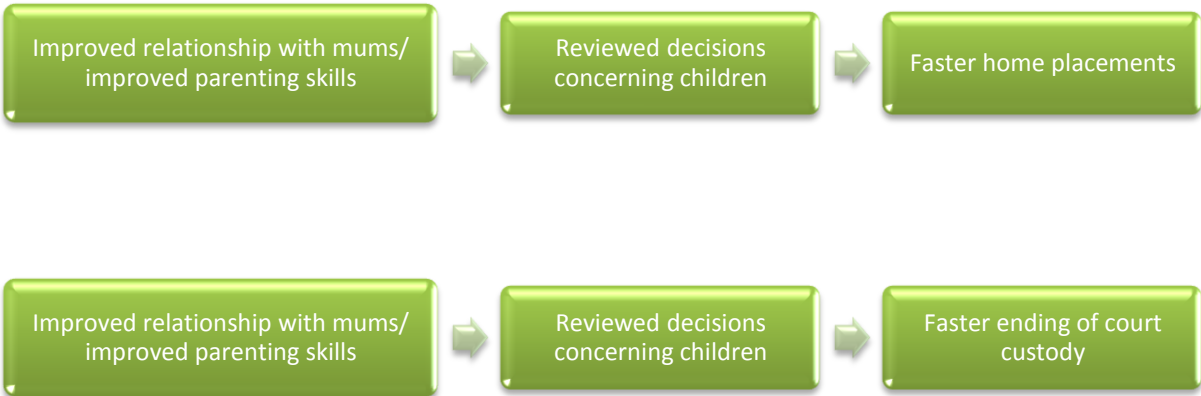 Improved relationship with mums/
improved parenting skills
Reviewed decisions
concerning children
Faster home placements
Improved relationship with mums/
improved parenting skills
Reviewed decisions
concerning children
Faster ending of court
custody